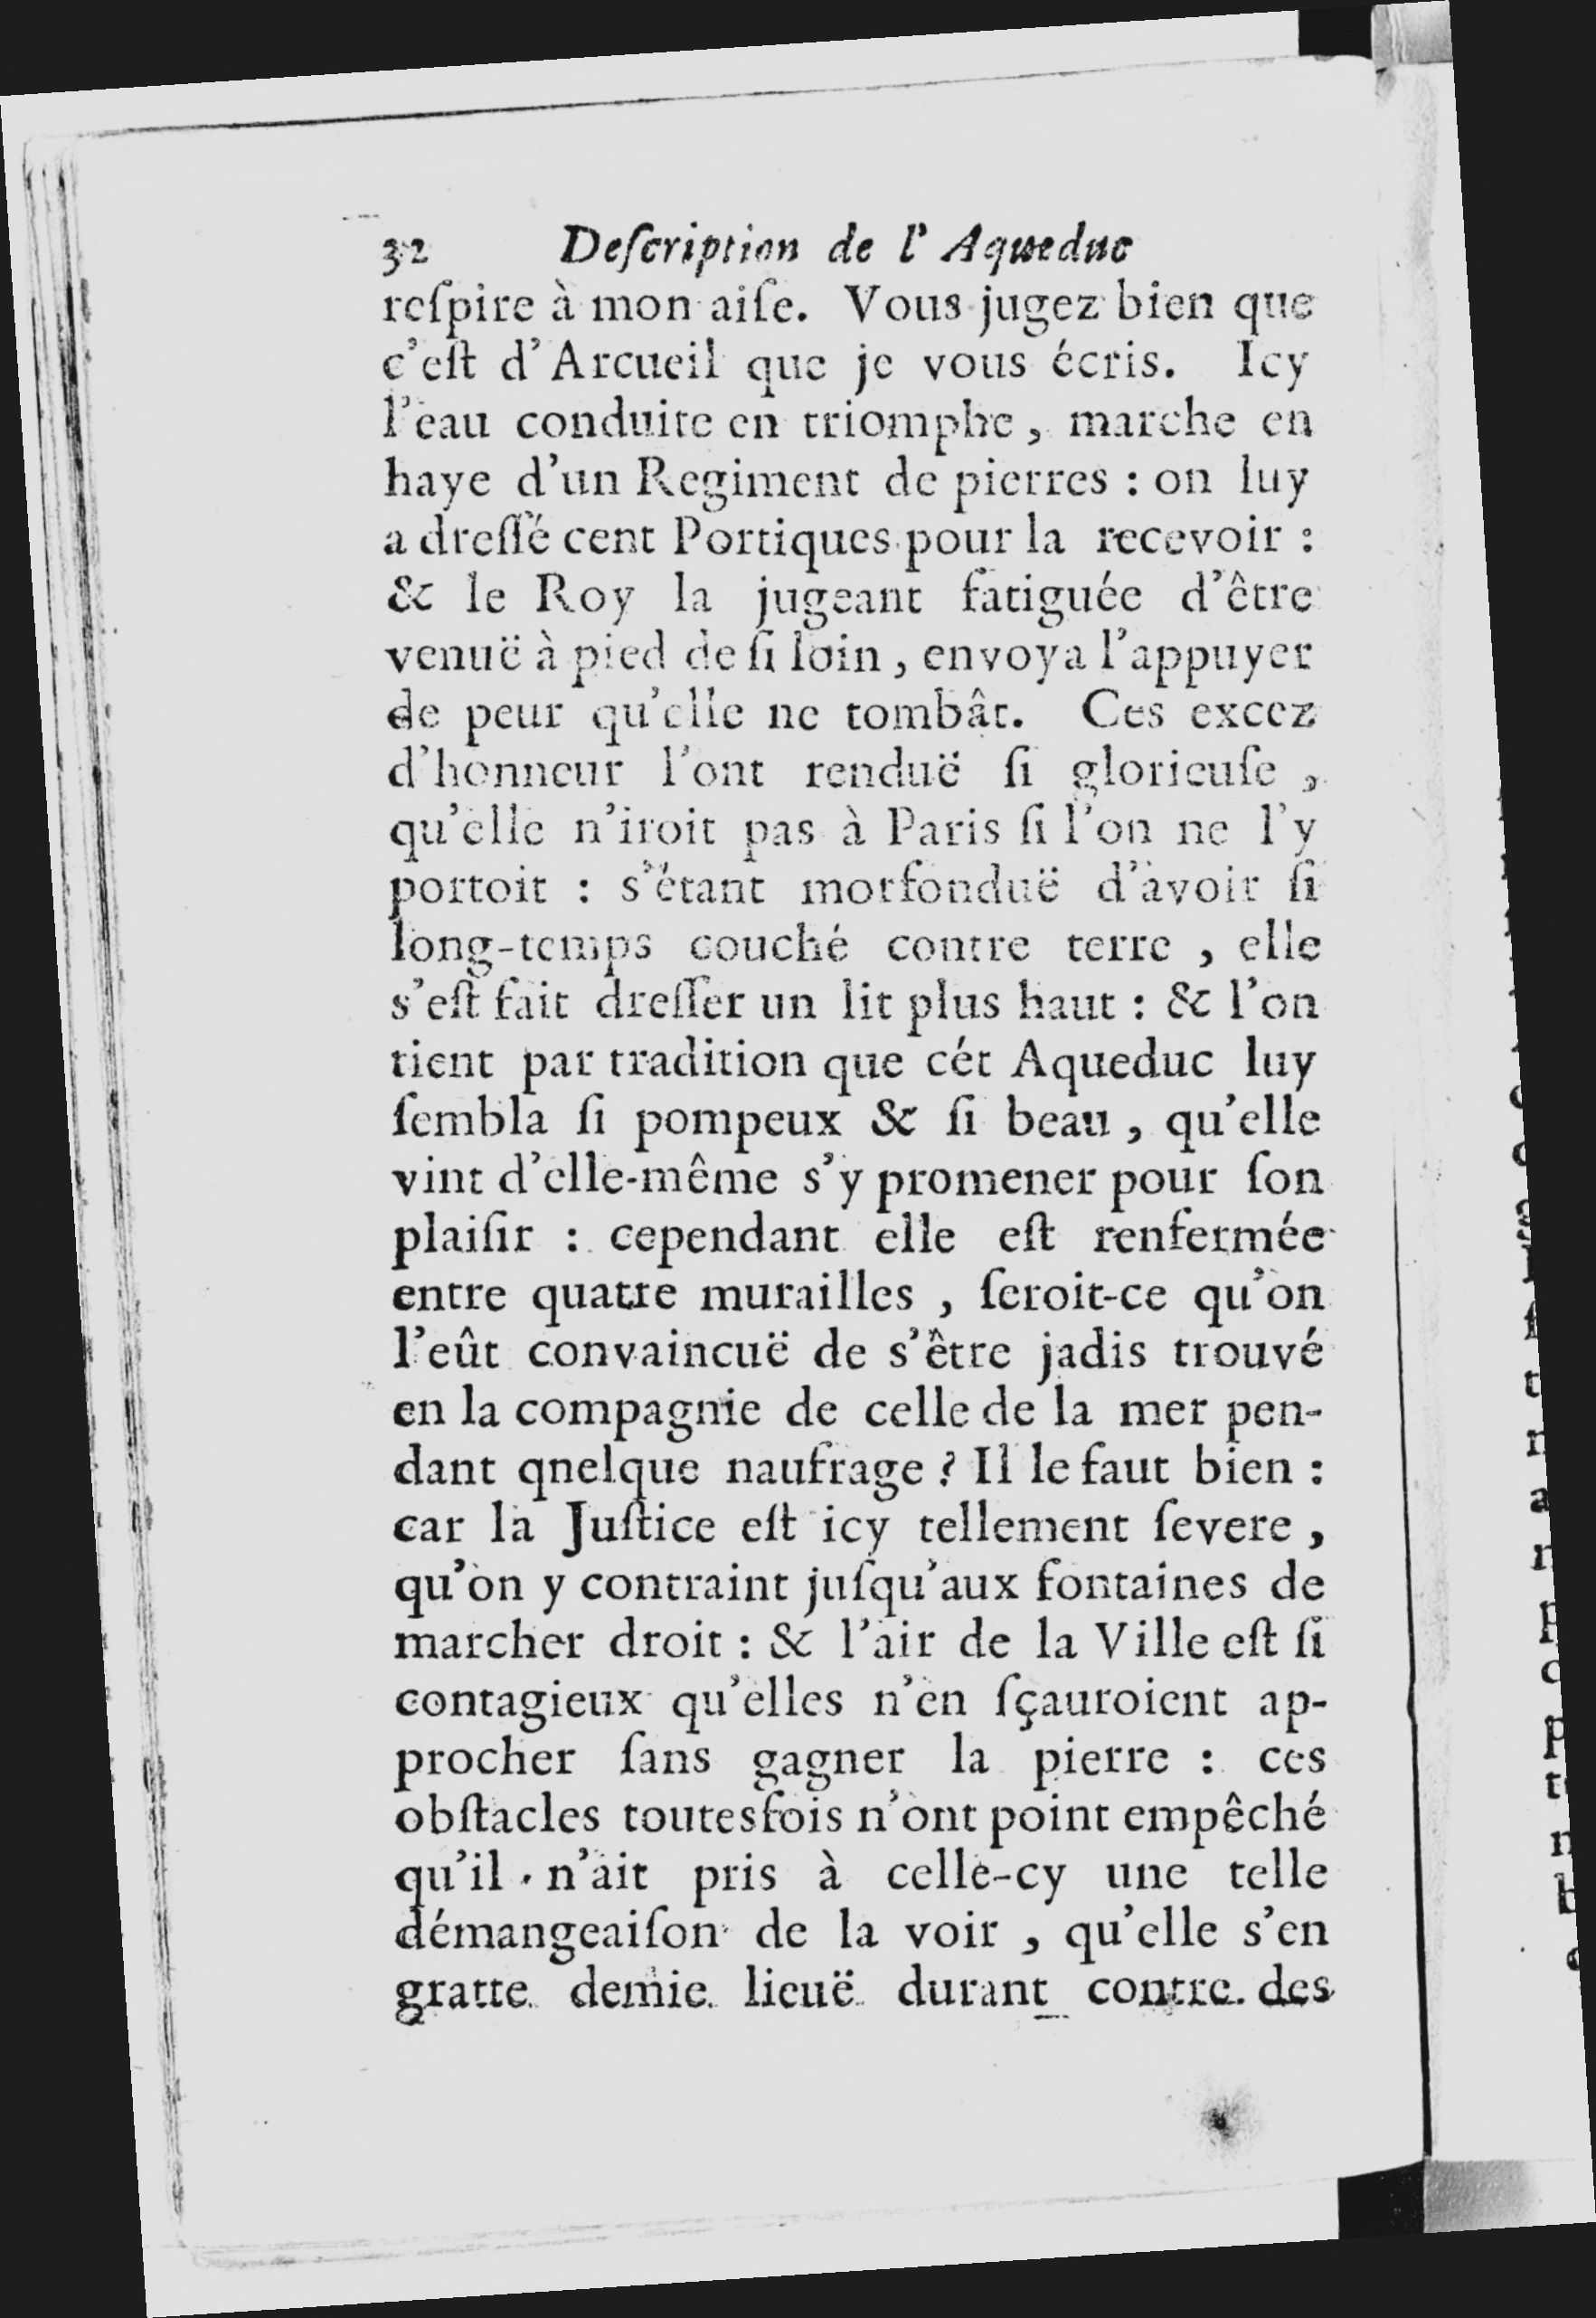 32 Deſcription de l'Aqueduc
reſpire à mon aiſe. Vous jugez bien que
c'eſt d'Arcueil que je vous écris. Icy
l'eau conduite en triomphe, marche en
haye d'un Regiment de pierres : on luy
a dreſſé cent Portiques pour la recevoir :
& le Roy la jugeant fatiguée d'être
venuë à pied de ſi loin, envoya l'appuyer
de peur qu'elle ne tombât. Ces excez
d'honneur l'ont renduë ſi glorieuſe,
qu'elle n'iroit pas à Paris ſi l'on ne l'y
portoit : s'étant morfonduë d'avoir ſi
long-temps couché contre terre, elle
s'eſt fait dreſſer un lit plus haut : & l'on
tient par tradition que cét Aqueduc luy
ſembla ſi pompeux & ſi beau, qu'elle
vint d'elle-même s'y promener pour ſon
plaiſir : cependant elle eſt renfermée
entre quatre murailles, ſeroit-ce qu'on
l'eût convaincuë de s'être jadis trouvé
en la compagnie de celle de la mer pen-
dant qnelque naufrage ? Il le faut bien :
car la Juſtice eſt icy tellement ſevere,
qu'on y contraint juſqu'aux fontaines de
marcher droit : & l'air de la Ville eſt ſi
contagieux qu'elles n'en ſçauroient ap-
procher ſans gagner la pierre : ces
obſtacles toutesfois n'ont point empêché
qu'il n'ait pris à celle-cy une telle
démangeaiſon de la voir, qu'elle s'en
gratte demie lieuë durant contre des